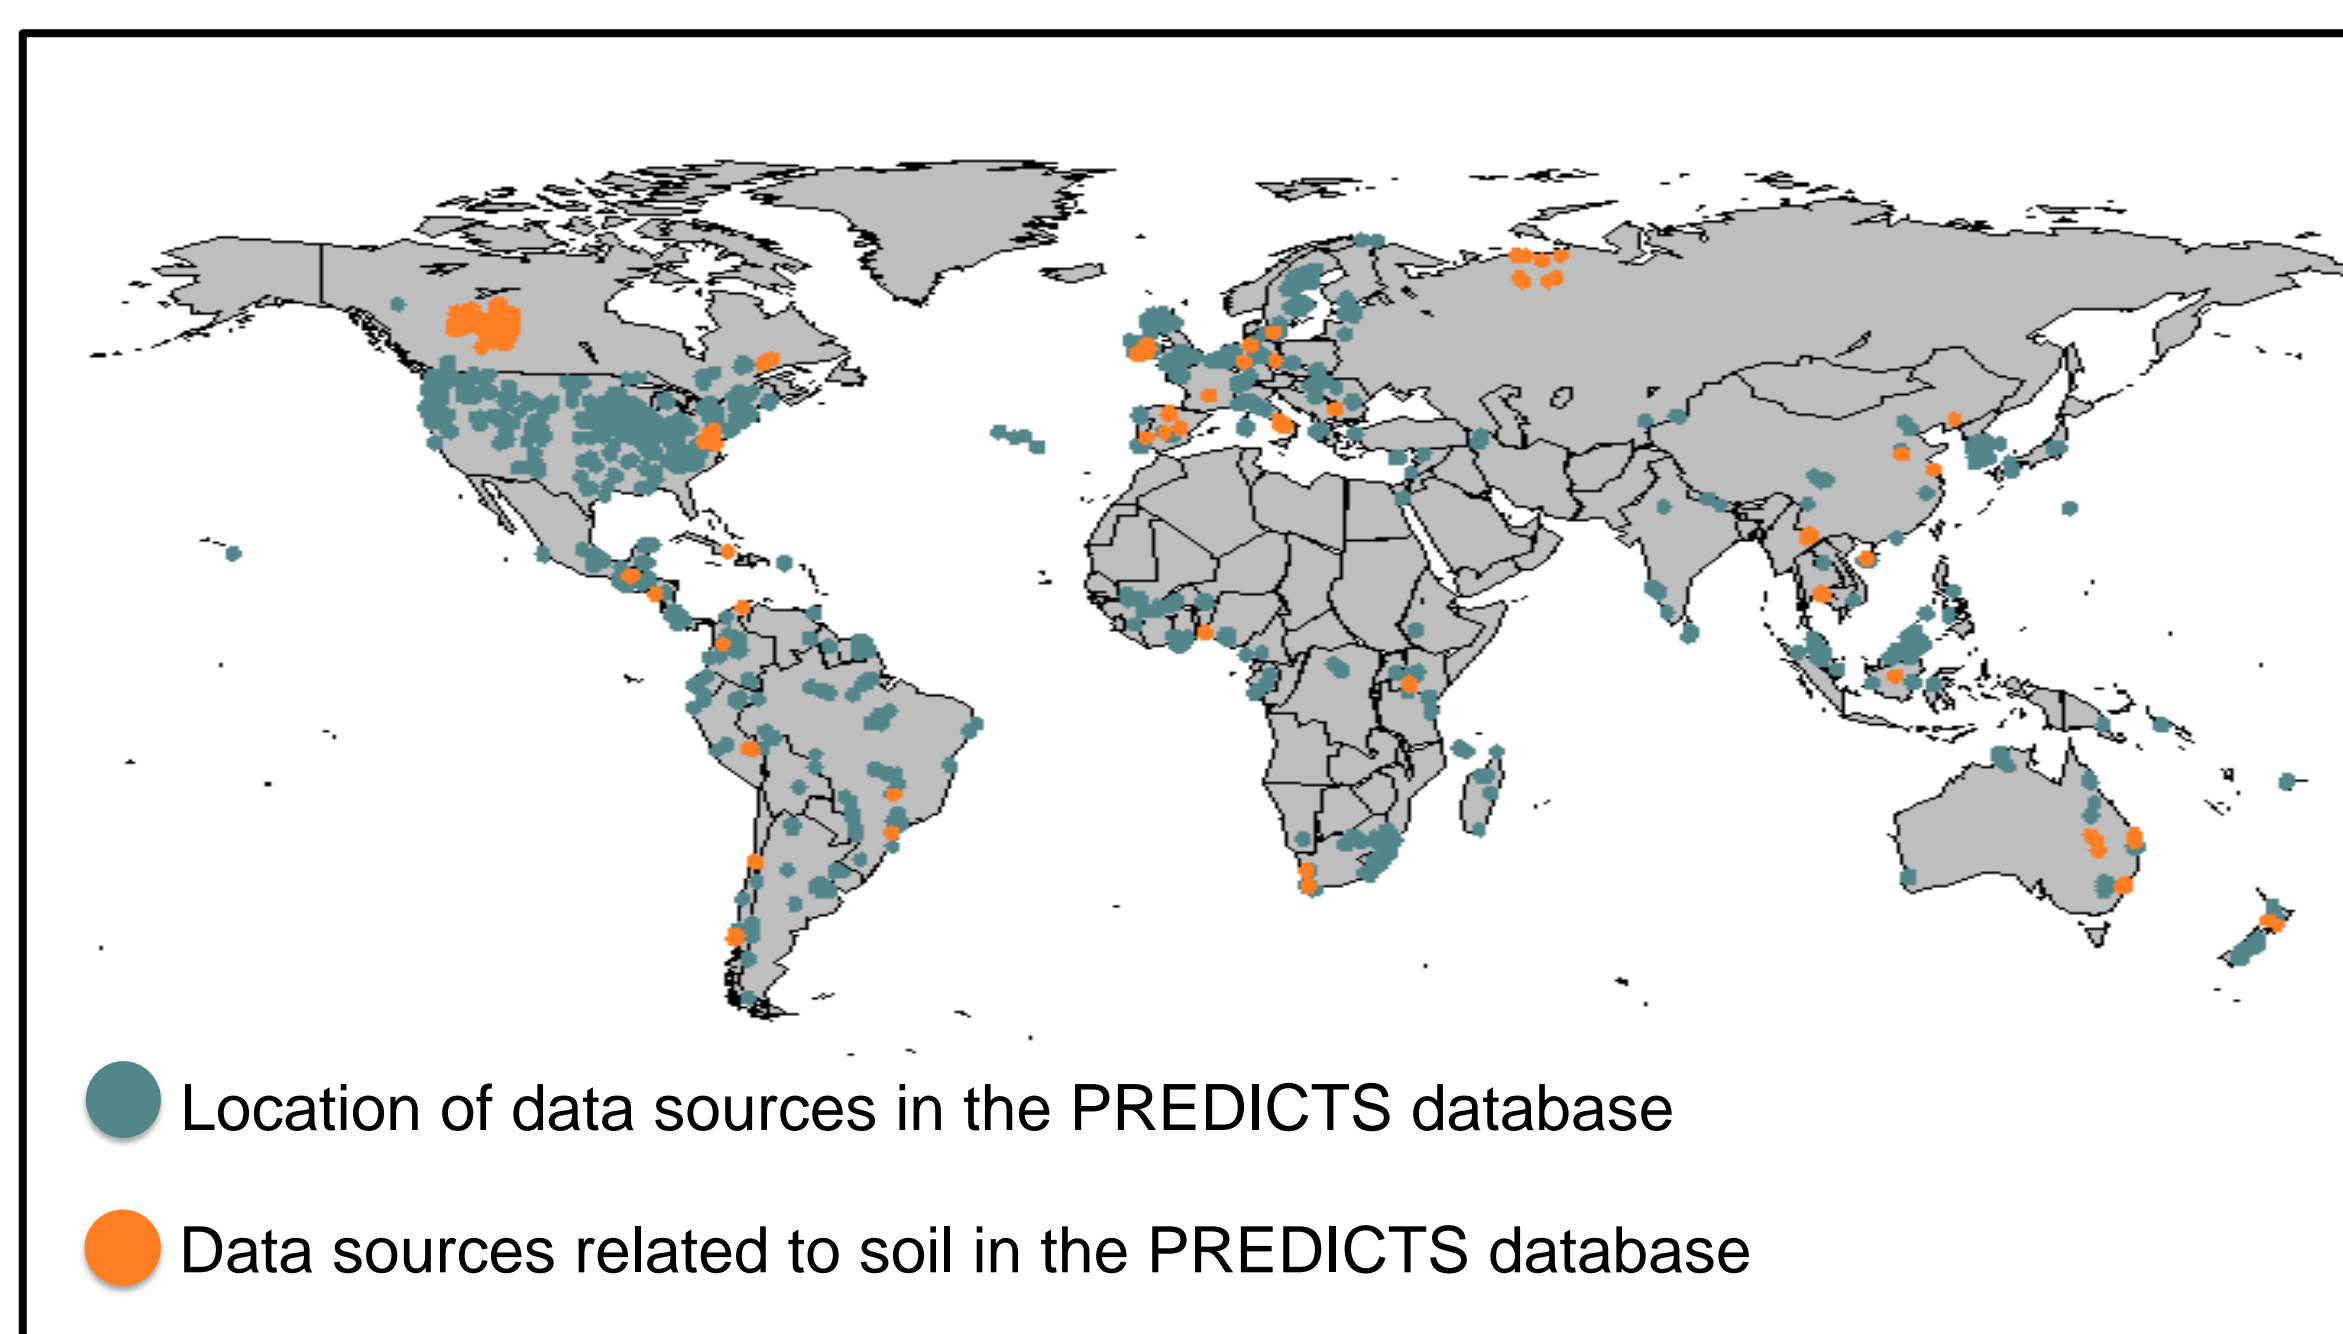 Location of data sources in the PREDICTS database
Data sources related to soil in the PREDICTS database